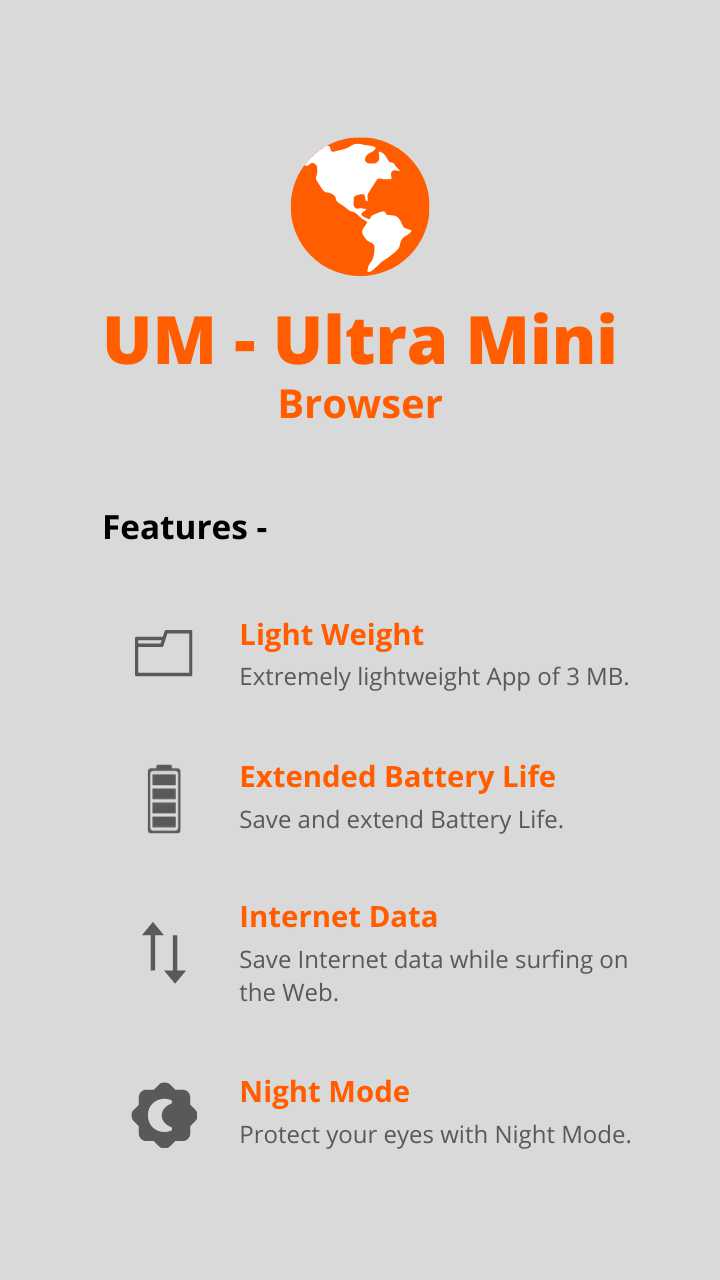 UM - Ultra Mini
Browser
Features -
Light Weight
Extremely lightweight App of 3 MB.
Extended Battery Life
Save and extend Battery Life.
Internet Data
Save Internet data while surfing on
the Web.
Night Mode
Protect your eyes with Night Mode.